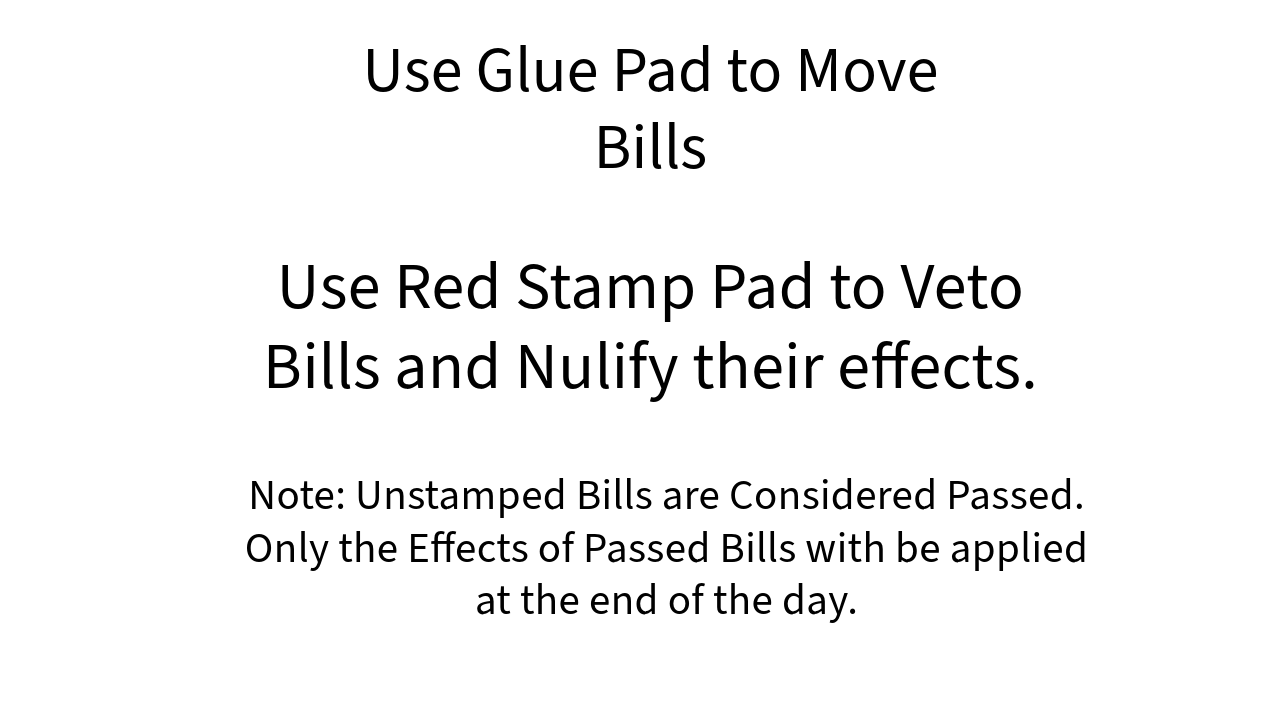 Use Glue Pad to Move
Bills
Use Red Stamp Pad to Veto
Bills and Nulify their effects.
Note: Unstamped Bills are Considered Passed.
Only the Effects of Passed Bills with be applied
at the end of the day.